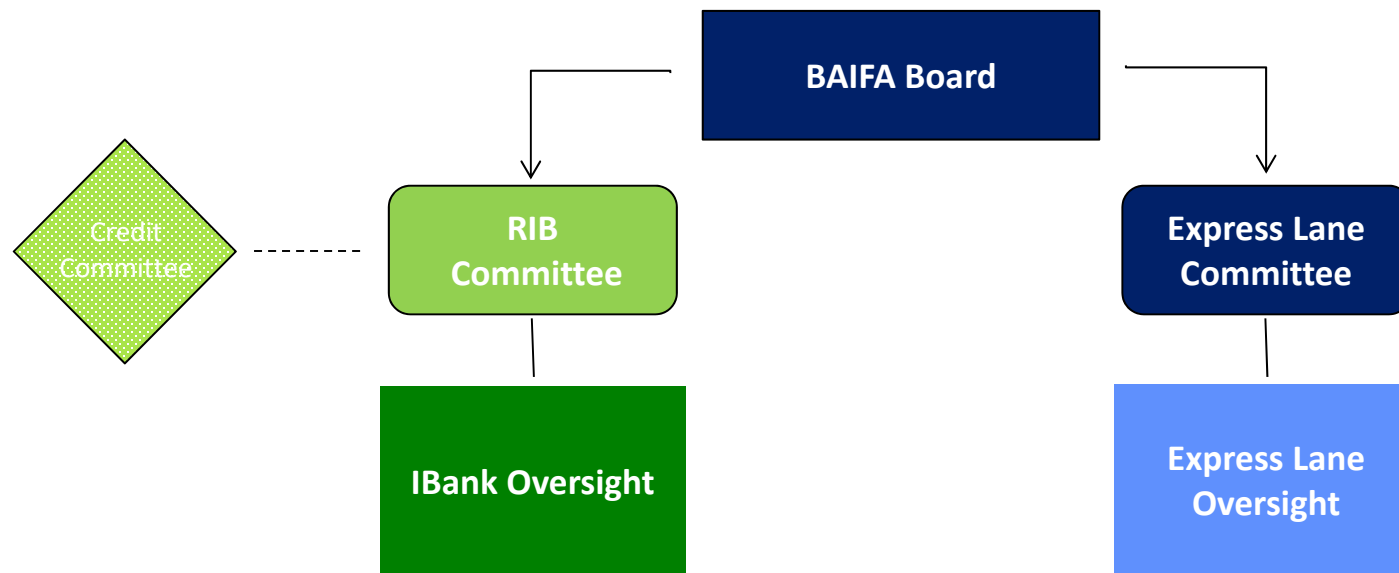 BAIFA Board
Credit
Committee
RIB
Committee
Express Lane
Committee
IBank Oversight
Express Lane
Oversight